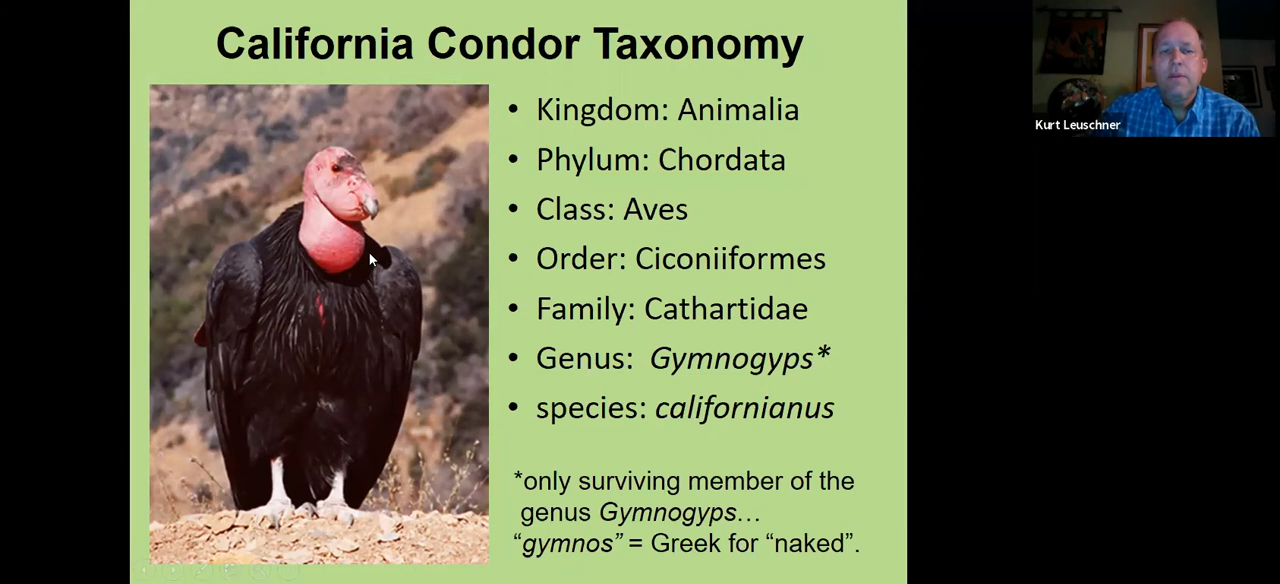 California Condor Taxonomy
• Kingdom: Animalia
• Phylum: Chordata
• Class: Aves
• Order: Ciconiiformes
• Family: Cathartidae
• Genus: Gymnogyps*
• species: californianus
*only surviving member of the
genus Gymnogyps…
“gymnos” = Greek for “naked”.
Kurt Leuschner